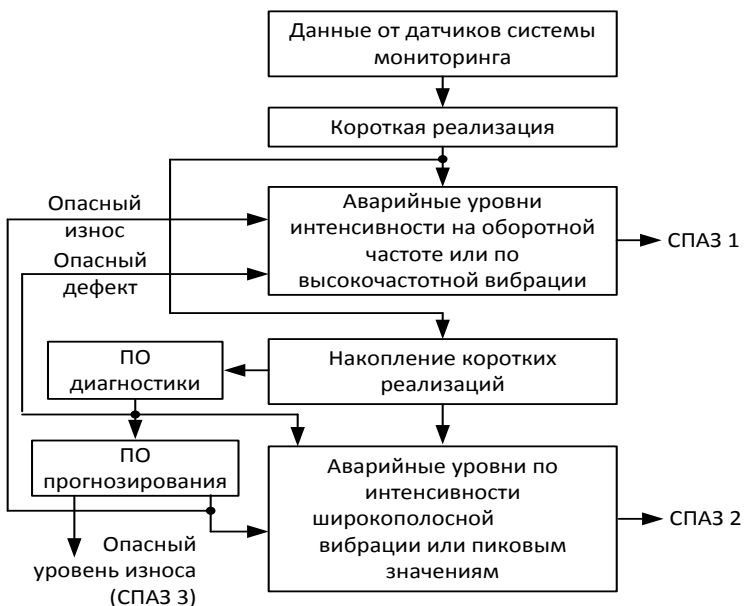 Данные от датчиков системы
мониторинга
Короткая реализация
Опасный
износ
Аварийные уровни
интенсивности на оборотной
частоте или по
высокочастотной вибрации
СПАЗ 1
Опасный
дефект
ПО
диагностики
Накопление коротких
реализаций
ПО
прогнозирования
Аварийные уровни по
интенсивности
широкополосной
вибрации или пиковым
значениям
СПАЗ 2
Опасный
уровень износа
(СПАЗ 3)